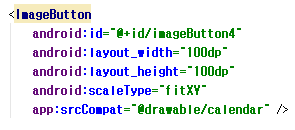 <ImageButton
android:id="@+id/imageButton4"
android:layout_width="100dp"
android:layout_height="100dp"
android:scaleType="fitXY"
app:srcCompat="@drawable/calendar" />